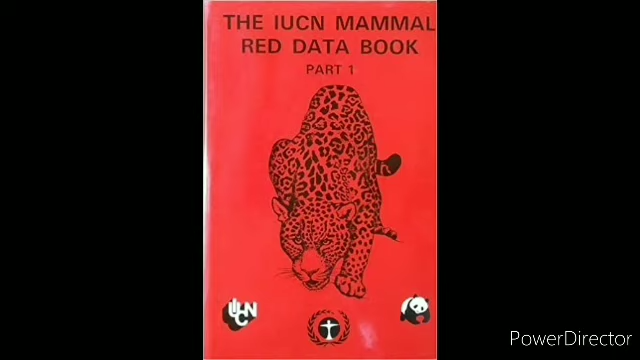 THE IUCN MAMMAL
RED DATA BOOK
PART 1
IUCN
PowerDirector